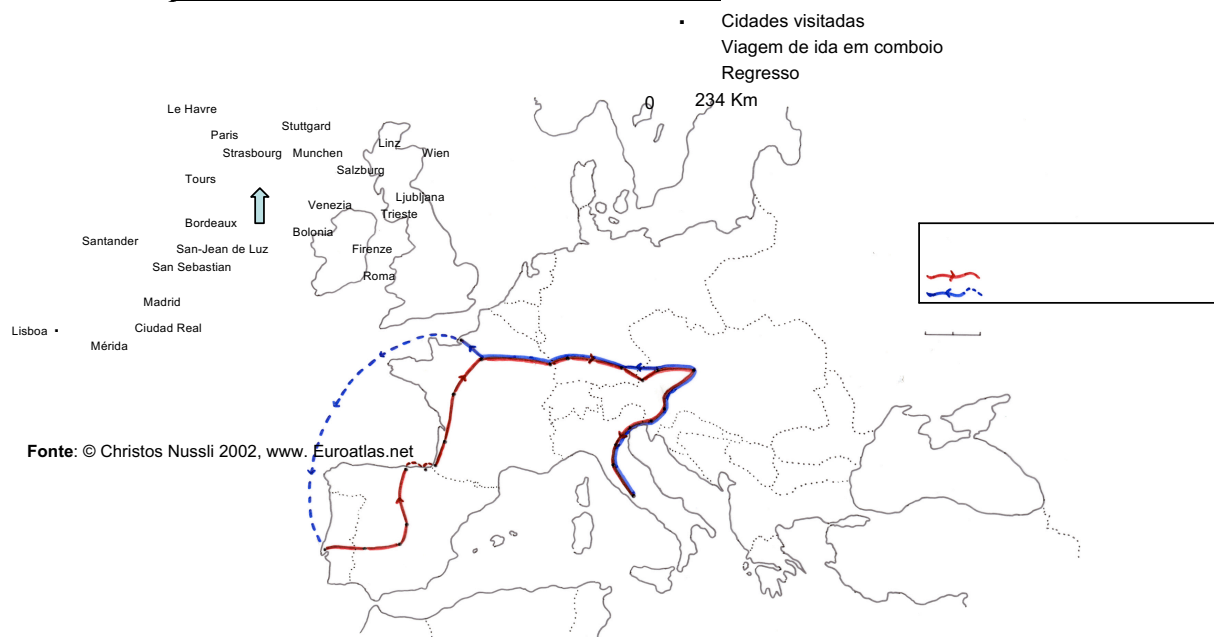 Cidades visitadas
Viagem de ida em comboio
Regresso
0 234 Km
Le Havre
Paris
Stuttgard
Strasbourg
Munchen
Linz
Wien
Salzburg
Tours
Venezia
Ljubljana
Trieste
Bordeaux
Bolonia
Santander
San-Jean de Luz
Firenze
San Sebastian
Roma
Madrid
Lisboa
Ciudad Real
Mérida
Fonte: © Christos Nussli 2002, www. Euroatlas.net